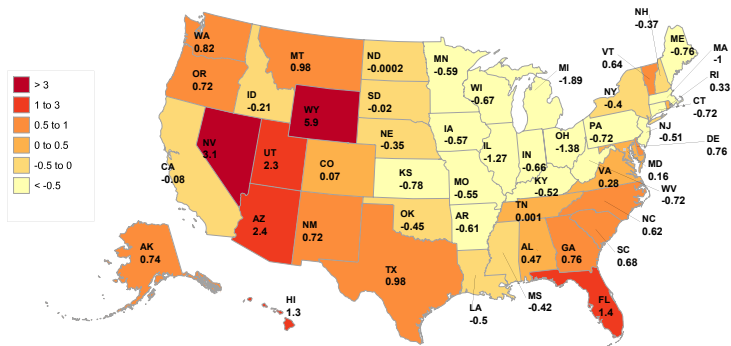 > 3
1 to 3
0.5 to 1
0 to 0.5
-0.5 to 0
< -0.5
WA
0.82
OR
0.72
CA
-0.08
NV
3.1
ID
-0.21
MT
0.98
WY
5.9
UT
2.3
CO
0.07
AZ
2.4
NM
0.72
ND
-0.0002
SD
-0.02
NE
-0.35
KS
-0.78
OK
-0.45
TX
0.98
MN
-0.59
IA
-0.57
MO
-0.55
AR
-0.61
LA
-0.5
WI
-0.67
IL
-1.27
MI
-1.89
IN
-0.66
OH
-1.38
KY
-0.52
TN
0.001
MS
-0.42
AL
0.47
GA
0.76
FL
1.4
SC
0.68
NC
0.62
VA
0.28
WV
-0.72
MD
0.16
DE
0.76
PA
-0.72
NJ
-0.51
NY
-0.4
CT
-0.72
RI
0.33
MA
-1
VT
0.64
NH
-0.37
ME
-0.76
AK
0.74
HI
1.3